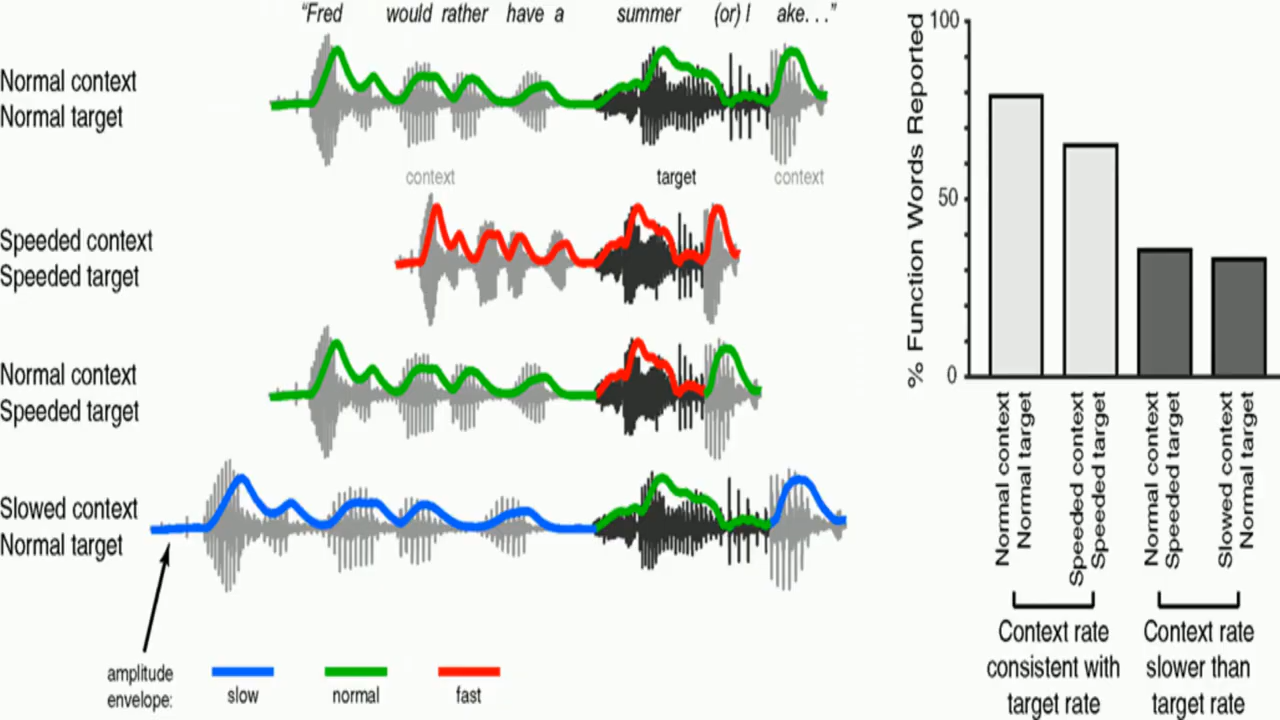 "Fred would rather have a summer (or) l ake. . ."
Normal context
Normal target
context target context
Speeded context
Speeded target
Normal context
Speeded target
Slowed context
Normal target
amplitude
envelope:
slow normal fast
% Function Words Reported
100
50
0
Normal context
Normal target
Speeded context
Speeded target
Normal context
Speeded target
Slowed context
Normal target
Context rate
consistent with
target rate
Context rate
slower than
target rate